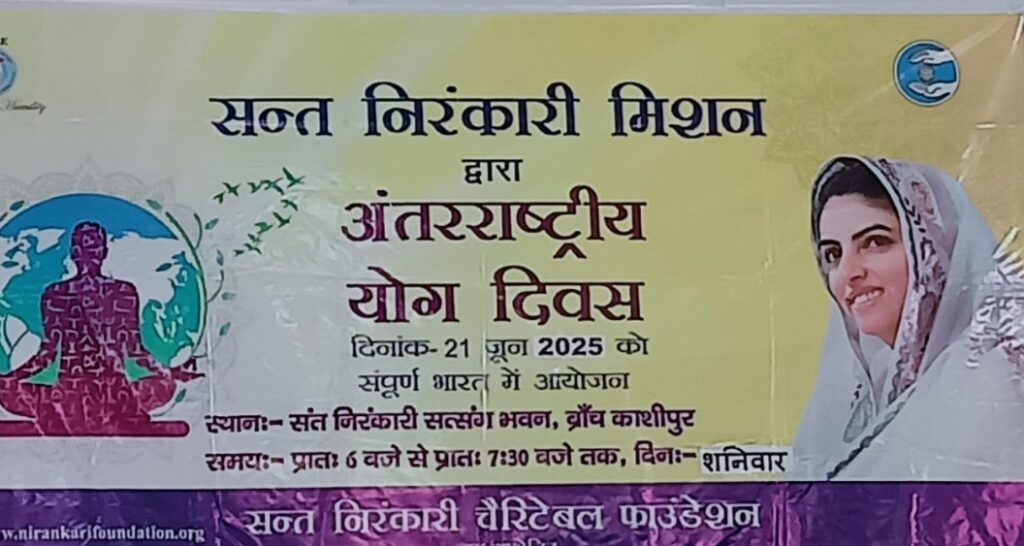 सन्त निरंकारी मिशन
द्वारा
अंतरराष्ट्रीय
योग दिवस
दिनांक- 21 जून 2025 को
संपूर्ण भारत में आयोजन
स्थानः- संत निरंकारी सत्संग भवन, ब्राँच काशीपुर
समयः- प्रातः 6 बजे से प्रातः 7:30 बजे तक, दिनः- शनिवार
सन्त निरंकारी चैरिटेबल फाउंडेशन
w.nirankarifoundation.org